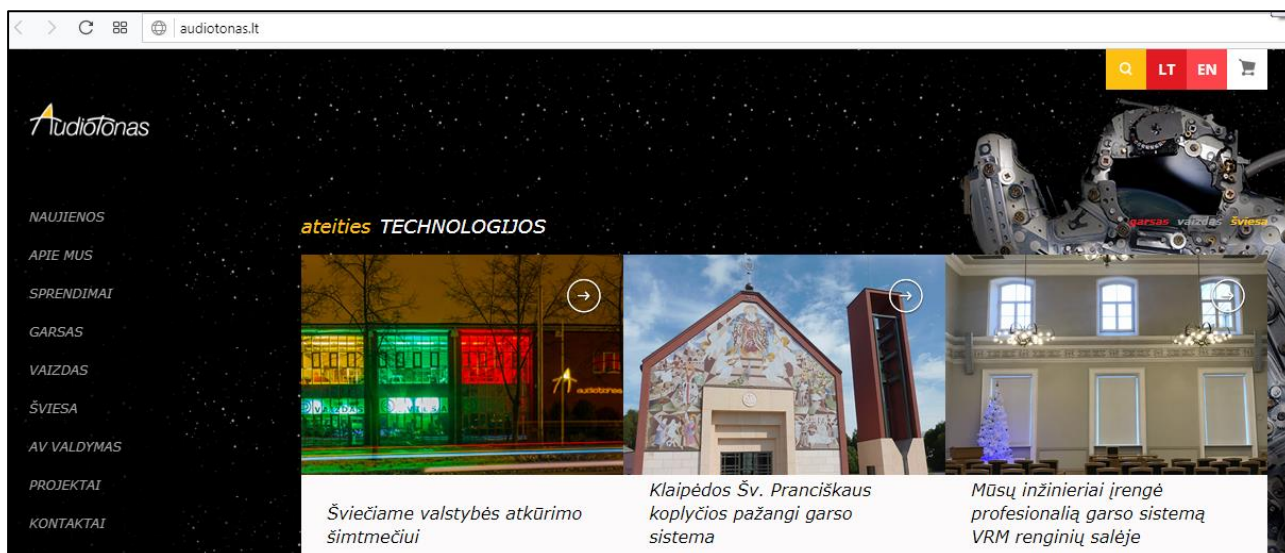 audiotonas.lt
LT EN
Audiotonas
NAUJIENOS
APIE MUS
SPRENDIMAI
GARSAS
VAIZDAS
ŠVIESA
AV VALDYMAS
PROJEKTAI
KONTAKTAI
garsas vaizdas šviesa
ateities TECHNOLOGIJOS
audiotonas
VAIZDAS
Šviečiame valstybės atkūrimo
šimtmečiui
Klaipėdos Šv. Pranciškaus
koplyčios pažangi garso
sistema
Mūsų inžinieriai įrengė
profesionalią garso sistemą
VRM renginių salėje